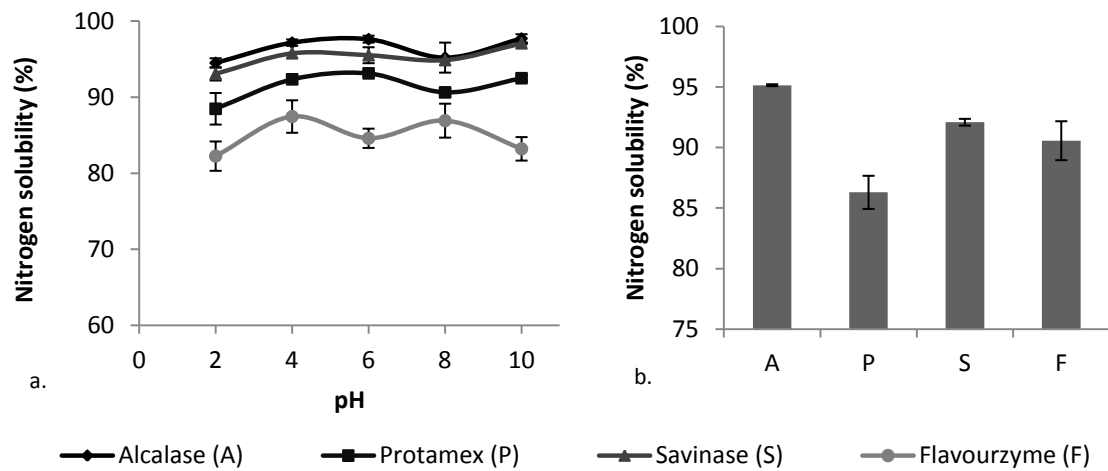 Nitrogen solubility (%)
100
90
80
70
60
0 2 4 6 8 10
a.
pH
Nitrogen solubility (%)
100
95
90
85
80
75
A P S F
b.
Alcalase (A) Protamex (P) Savinase (S) Flavourzyme (F)